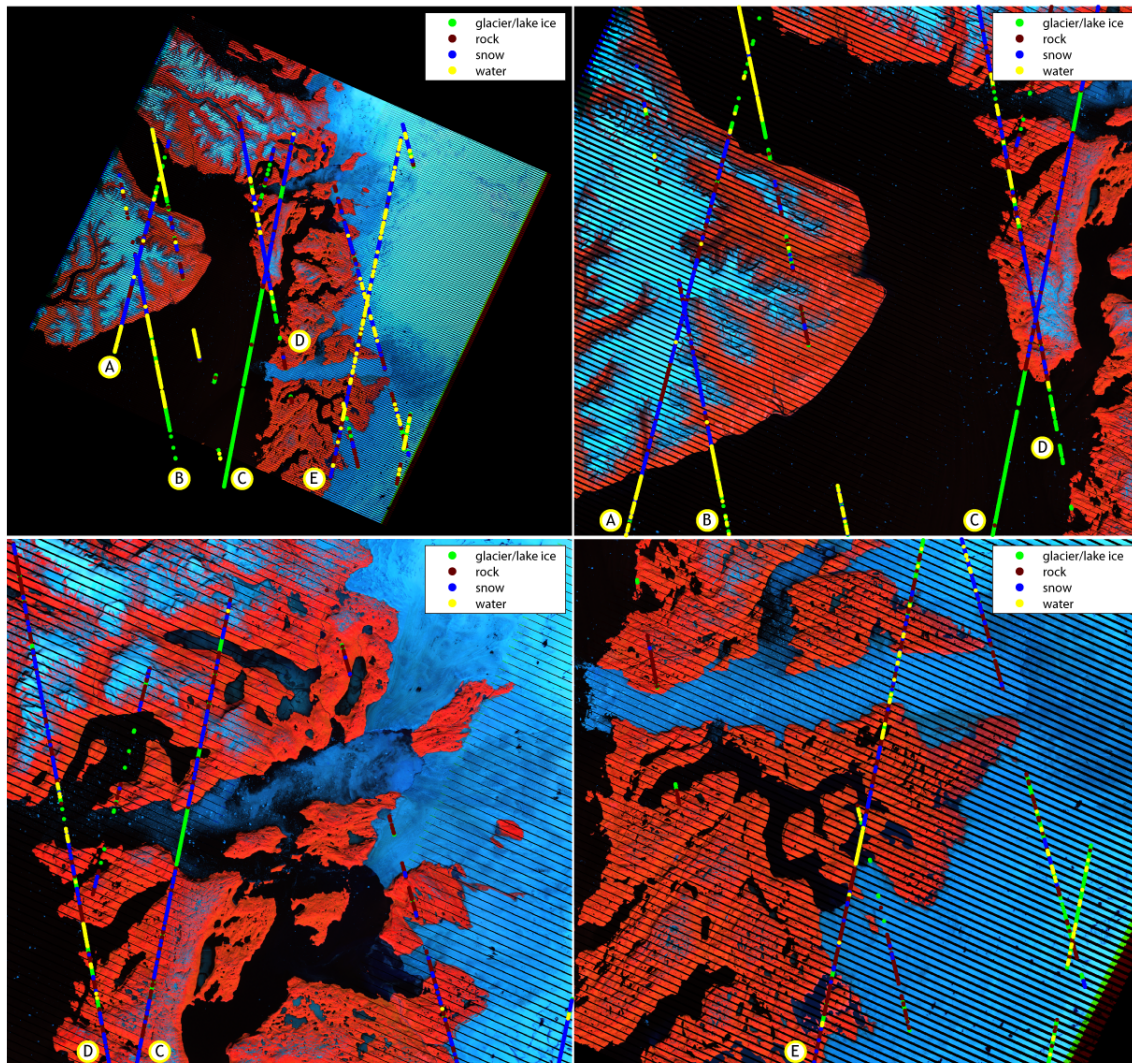 glacier/lake ice
rock
snow
water
A
B
C
D
E
glacier/lake ice
rock
snow
water
A
B
C
D
glacier/lake ice
rock
snow
water
D
C
glacier/lake ice
rock
snow
water
E